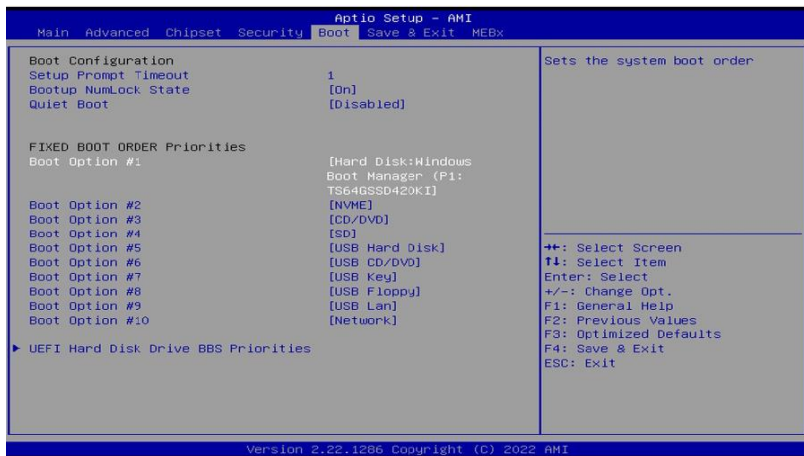 Aptio Setup – AMI
Main Advanced Chipset Security Boot Save & Exit MEBx
Boot Configuration
Setup Prompt Timeout 1
Bootup NumLock State [On]
Quiet Boot [Disabled]
FIXED BOOT ORDER Priorities
Boot Option #1 [Hard Disk:Windows
Boot Manager (P1:
TS64GSSD420KI]
Boot Option #2 [NVME]
Boot Option #3 [CD/DVD]
Boot Option #4 [SD]
Boot Option #5 [USB Hard Disk]
Boot Option #6 [USB CD/DVD]
Boot Option #7 [USB Key]
Boot Option #8 [USB Floppy]
Boot Option #9 [USB Lan]
Boot Option #10 [Network]
▶ UEFI Hard Disk Drive BBS Priorities
Sets the system boot order
→←: Select Screen
↑↓: Select Item
Enter: Select
+/-: Change Opt.
F1: General Help
F2: Previous Values
F3: Optimized Defaults
F4: Save & Exit
ESC: Exit
Version 2.22.1286 Copyright (C) 2022 AMI